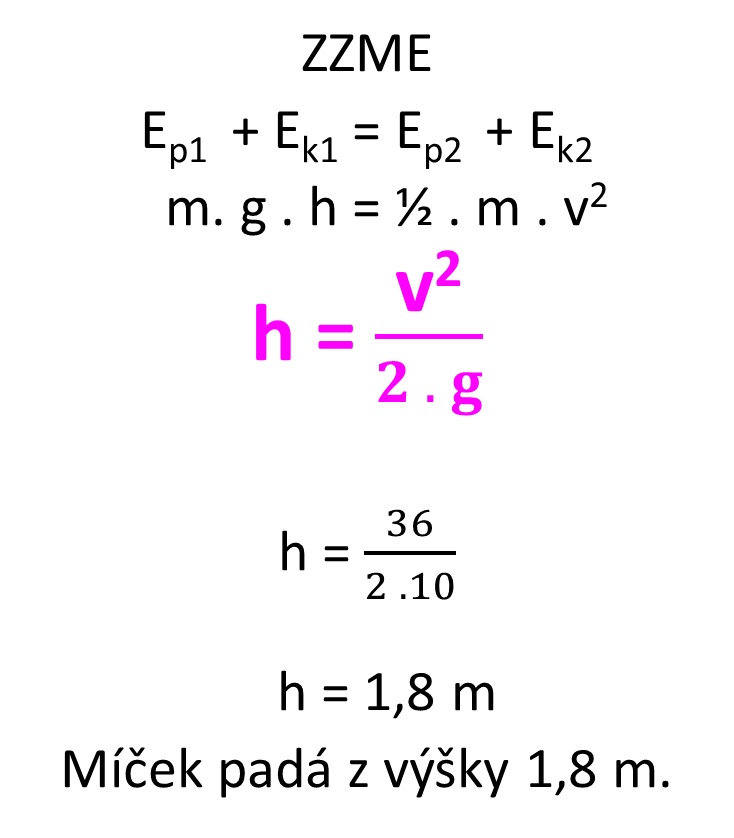 ZZME
Eₚ₁ + Eₖ₁ = Eₚ₂ + Eₖ₂
m. g . h = ½ . m . v²
h = v² / 2 . g
h = 36 / 2 .10
h = 1,8 m
Míček padá z výšky 1,8 m.